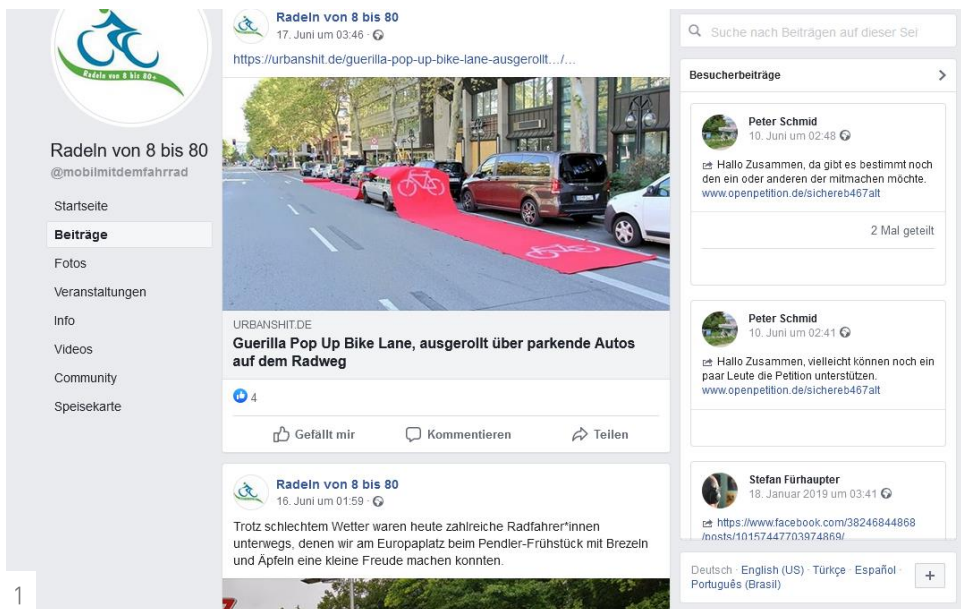 Radeln von 8 bis 80+
Radeln von 8 bis 80
@mobilmitdemfahrrad
Startseite
Beiträge
Fotos
Veranstaltungen
Info
Videos
Community
Speisekarte
Radeln von 8 bis 80
17. Juni um 03:46 ·
https://urbanshit.de/guerilla-pop-up-bike-lane-ausgerollt…/…
URBANSHIT.DE
Guerilla Pop Up Bike Lane, ausgerollt über parkende Autos
auf dem Radweg
4
Gefällt mir
Kommentieren
Teilen
Radeln von 8 bis 80
16. Juni um 01:59 ·
Trotz schlechtem Wetter waren heute zahlreiche Radfahrer*innen
unterwegs, denen wir am Europaplatz beim Pendler-Frühstück mit Brezeln
und Äpfeln eine kleine Freude machen konnten.
Suche nach Beiträgen auf dieser Sei
Besucherbeiträge
Peter Schmid
10. Juni um 02:48
Hallo Zusammen, da gibt es bestimmt noch
den ein oder anderen der mitmachen möchte.
www.openpetition.de/sichereb467alt
2 Mal geteilt
Peter Schmid
10. Juni um 02:41
Hallo Zusammen, vielleicht können noch ein
paar Leute die Petition unterstützen.
www.openpetition.de/sichereb467alt
Stefan Fürhaupter
18. Januar 2019 um 03:41
https://www.facebook.com/38246844868
/posts/10157447703974869/
Deutsch · English (US) · Türkçe · Español ·
Português (Brasil)
+
1